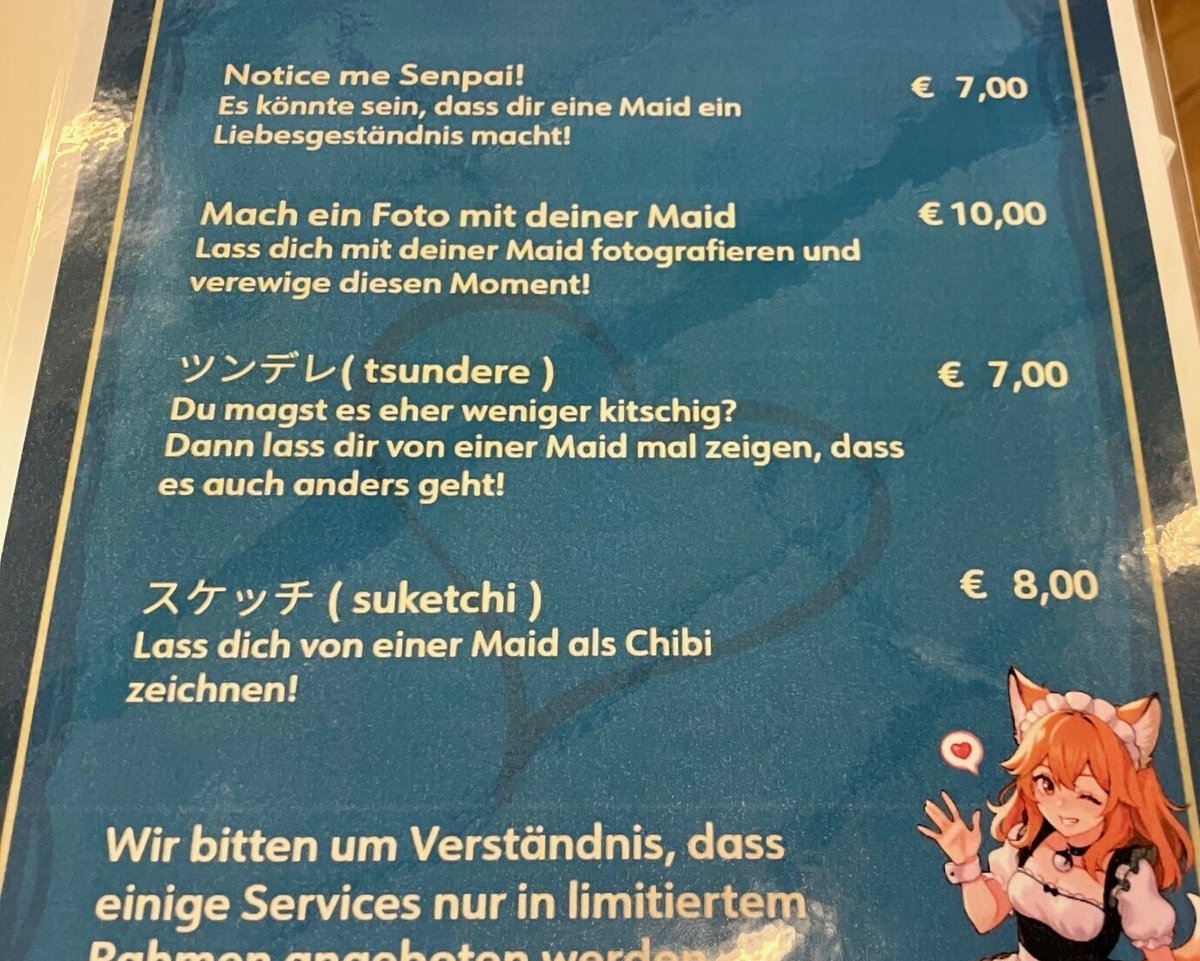 Notice me Senpai!
€ 7,00
Es könnte sein, dass dir eine Maid ein
Liebesgeständnis macht!
Mach ein Foto mit deiner Maid
€ 10,00
Lass dich mit deiner Maid fotografieren und
verewige diesen Moment!
ツンデレ( tsundere )
€ 7,00
Du magst es eher weniger kitschig?
Dann lass dir von einer Maid mal zeigen, dass
es auch anders geht!
スケッチ ( suketchi )
€ 8,00
Lass dich von einer Maid als Chibi
zeichnen!
Wir bitten um Verständnis, dass
einige Services nur in limitiertem
Rahmen angeboten werden